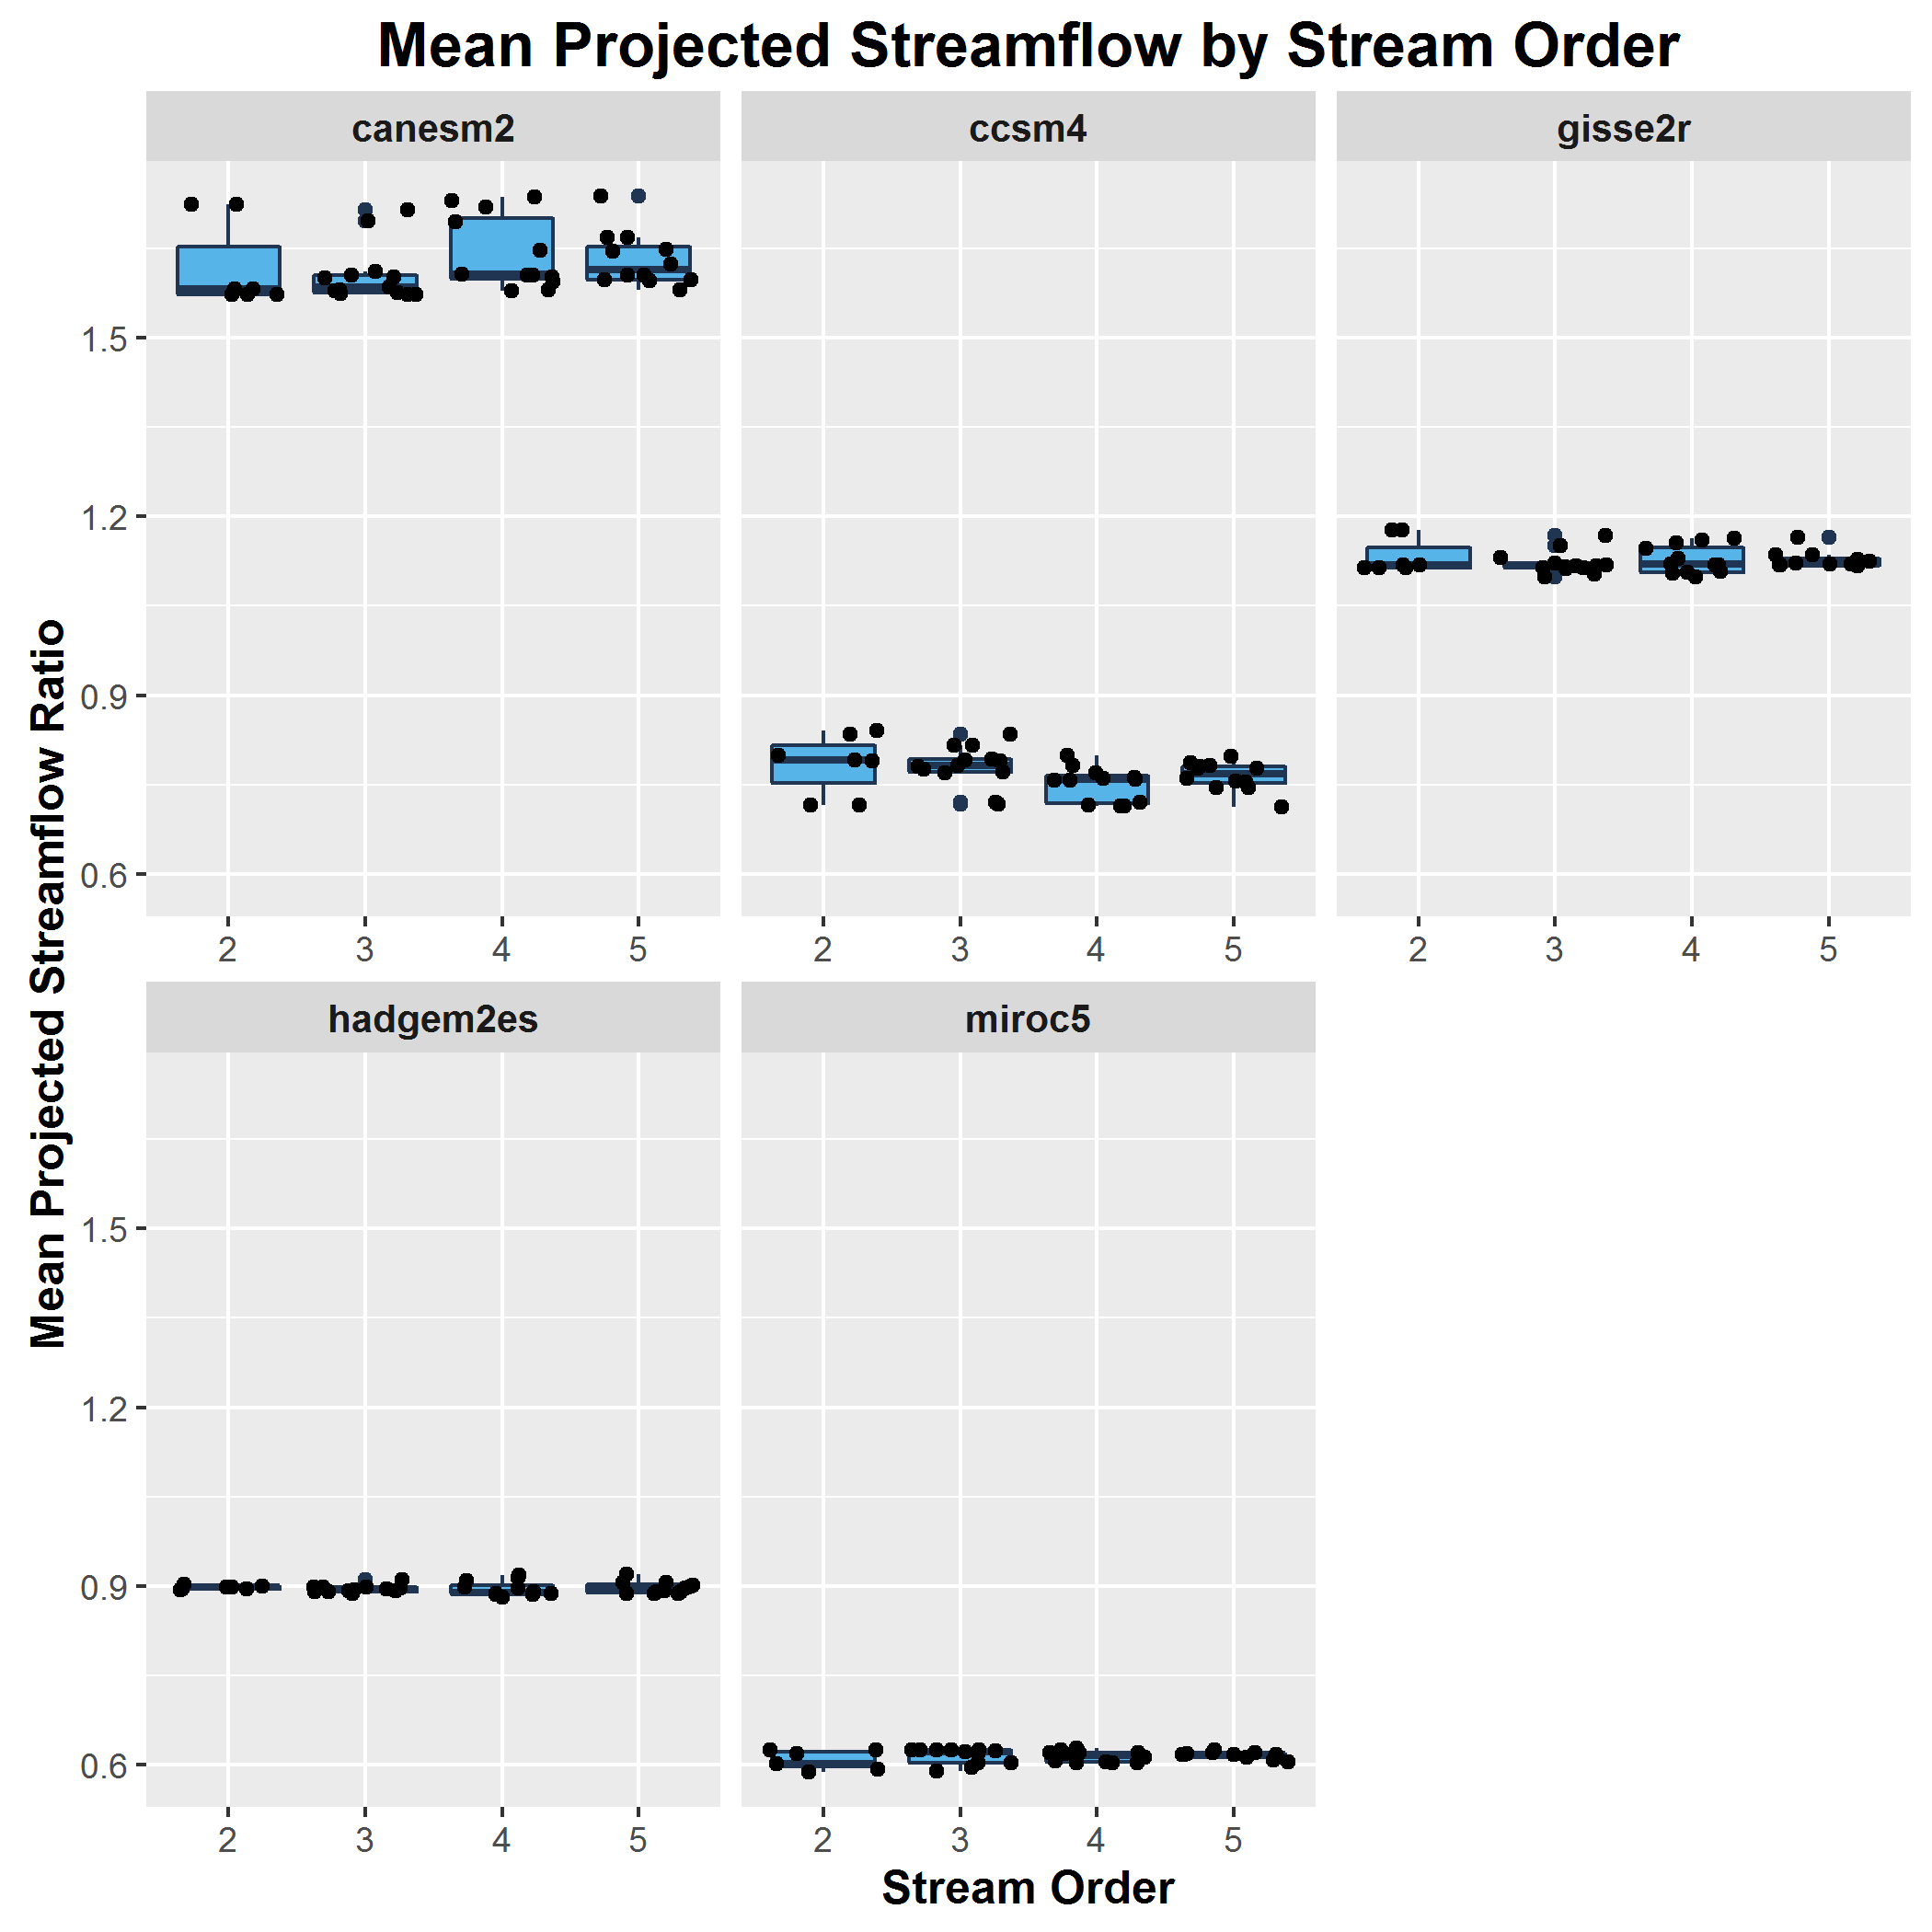 Mean Projected Streamflow by Stream Order
canesm2 ccsm4 gisse2r
1.5
1.2
0.9
0.6
2 3 4 5 2 3 4 5 2 3 4 5
Mean Projected Streamflow Ratio
hadgem2es miroc5
1.5
1.2
0.9
0.6
2 3 4 5 2 3 4 5
Stream Order